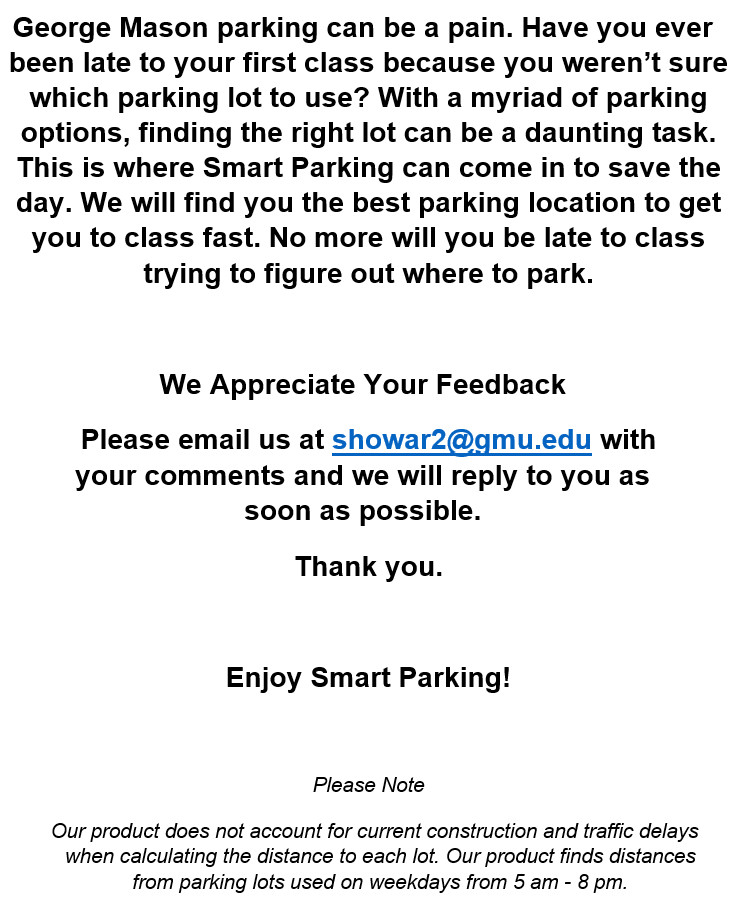 George Mason parking can be a pain. Have you ever
been late to your first class because you weren’t sure
which parking lot to use? With a myriad of parking
options, finding the right lot can be a daunting task.
This is where Smart Parking can come in to save the
day. We will find you the best parking location to get
you to class fast. No more will you be late to class
trying to figure out where to park.
We Appreciate Your Feedback
Please email us at showar2@gmu.edu with
your comments and we will reply to you as
soon as possible.
Thank you.
Enjoy Smart Parking!
Please Note
Our product does not account for current construction and traffic delays
when calculating the distance to each lot. Our product finds distances
from parking lots used on weekdays from 5 am - 8 pm.